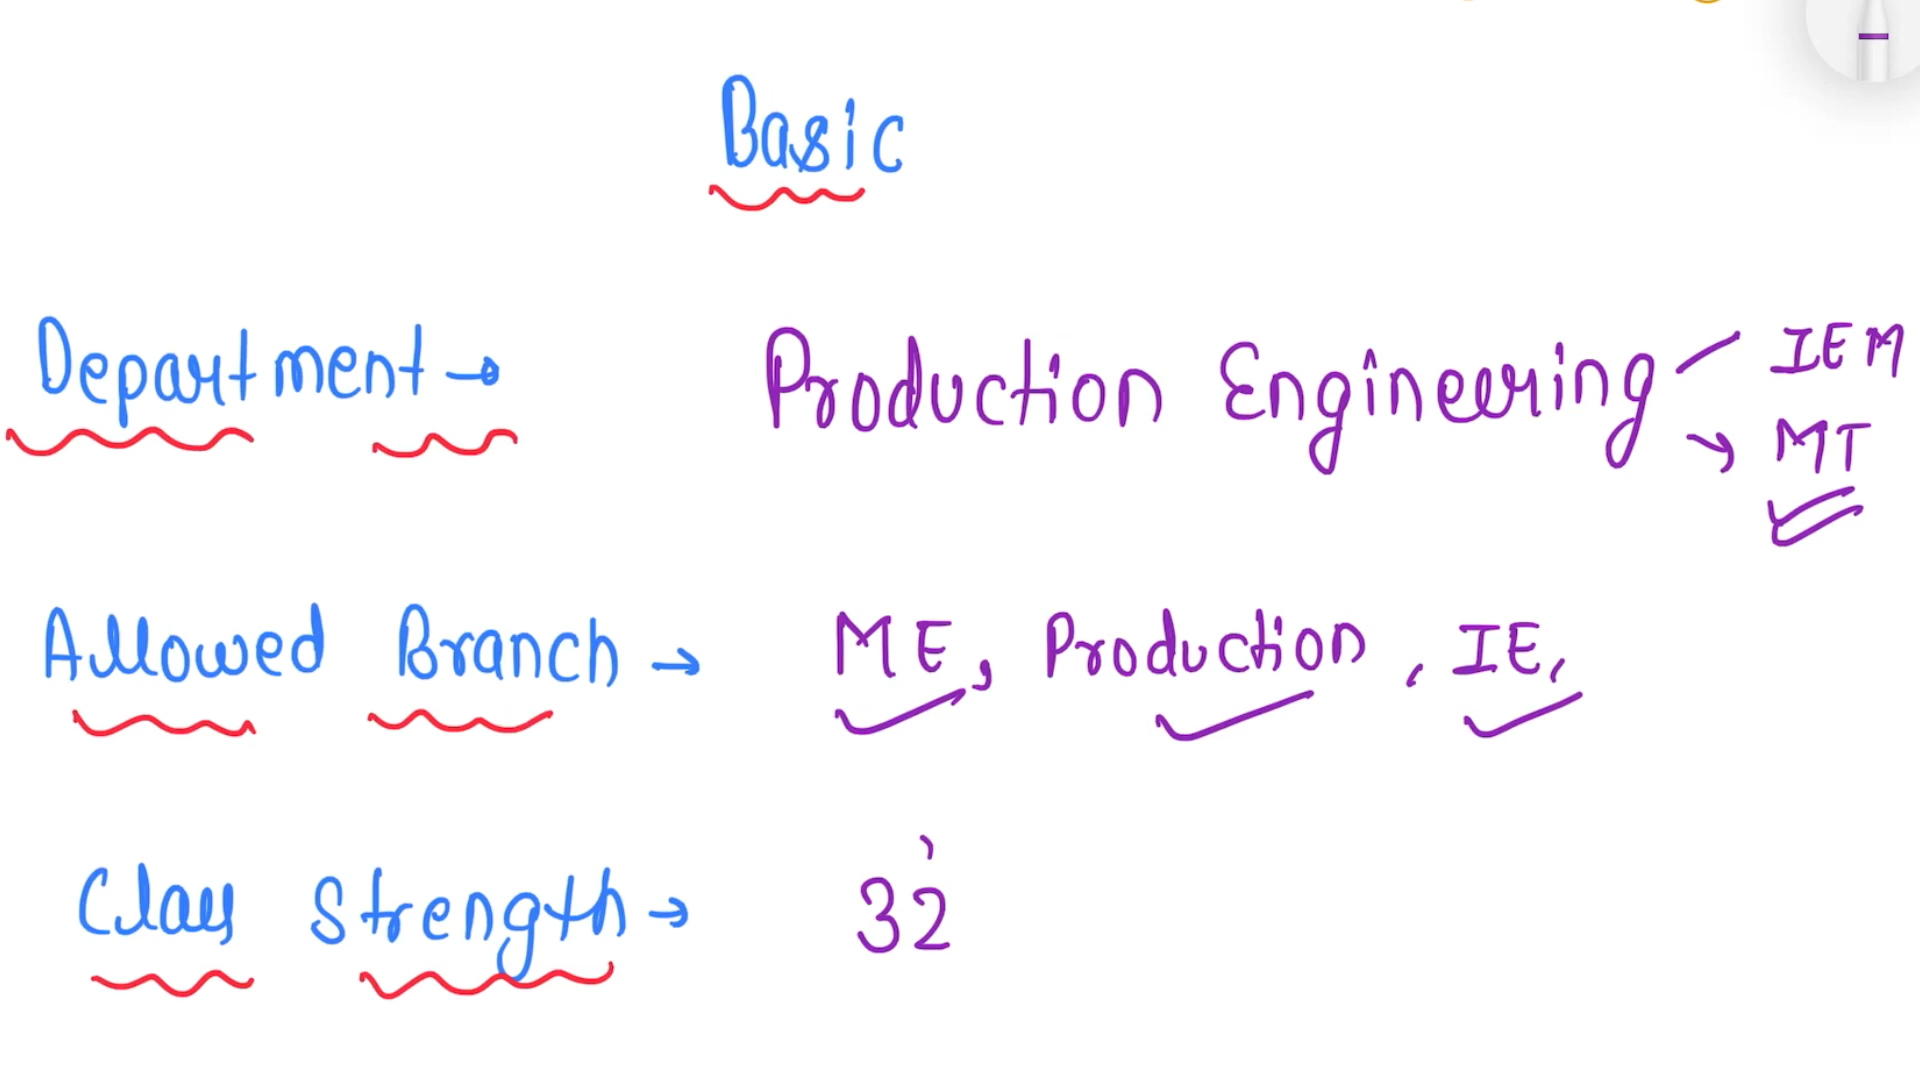 Basic
Department → Production Engineering — IEM
→ MT
Allowed Branch → ME, Production, IE,
Class Strength → 32